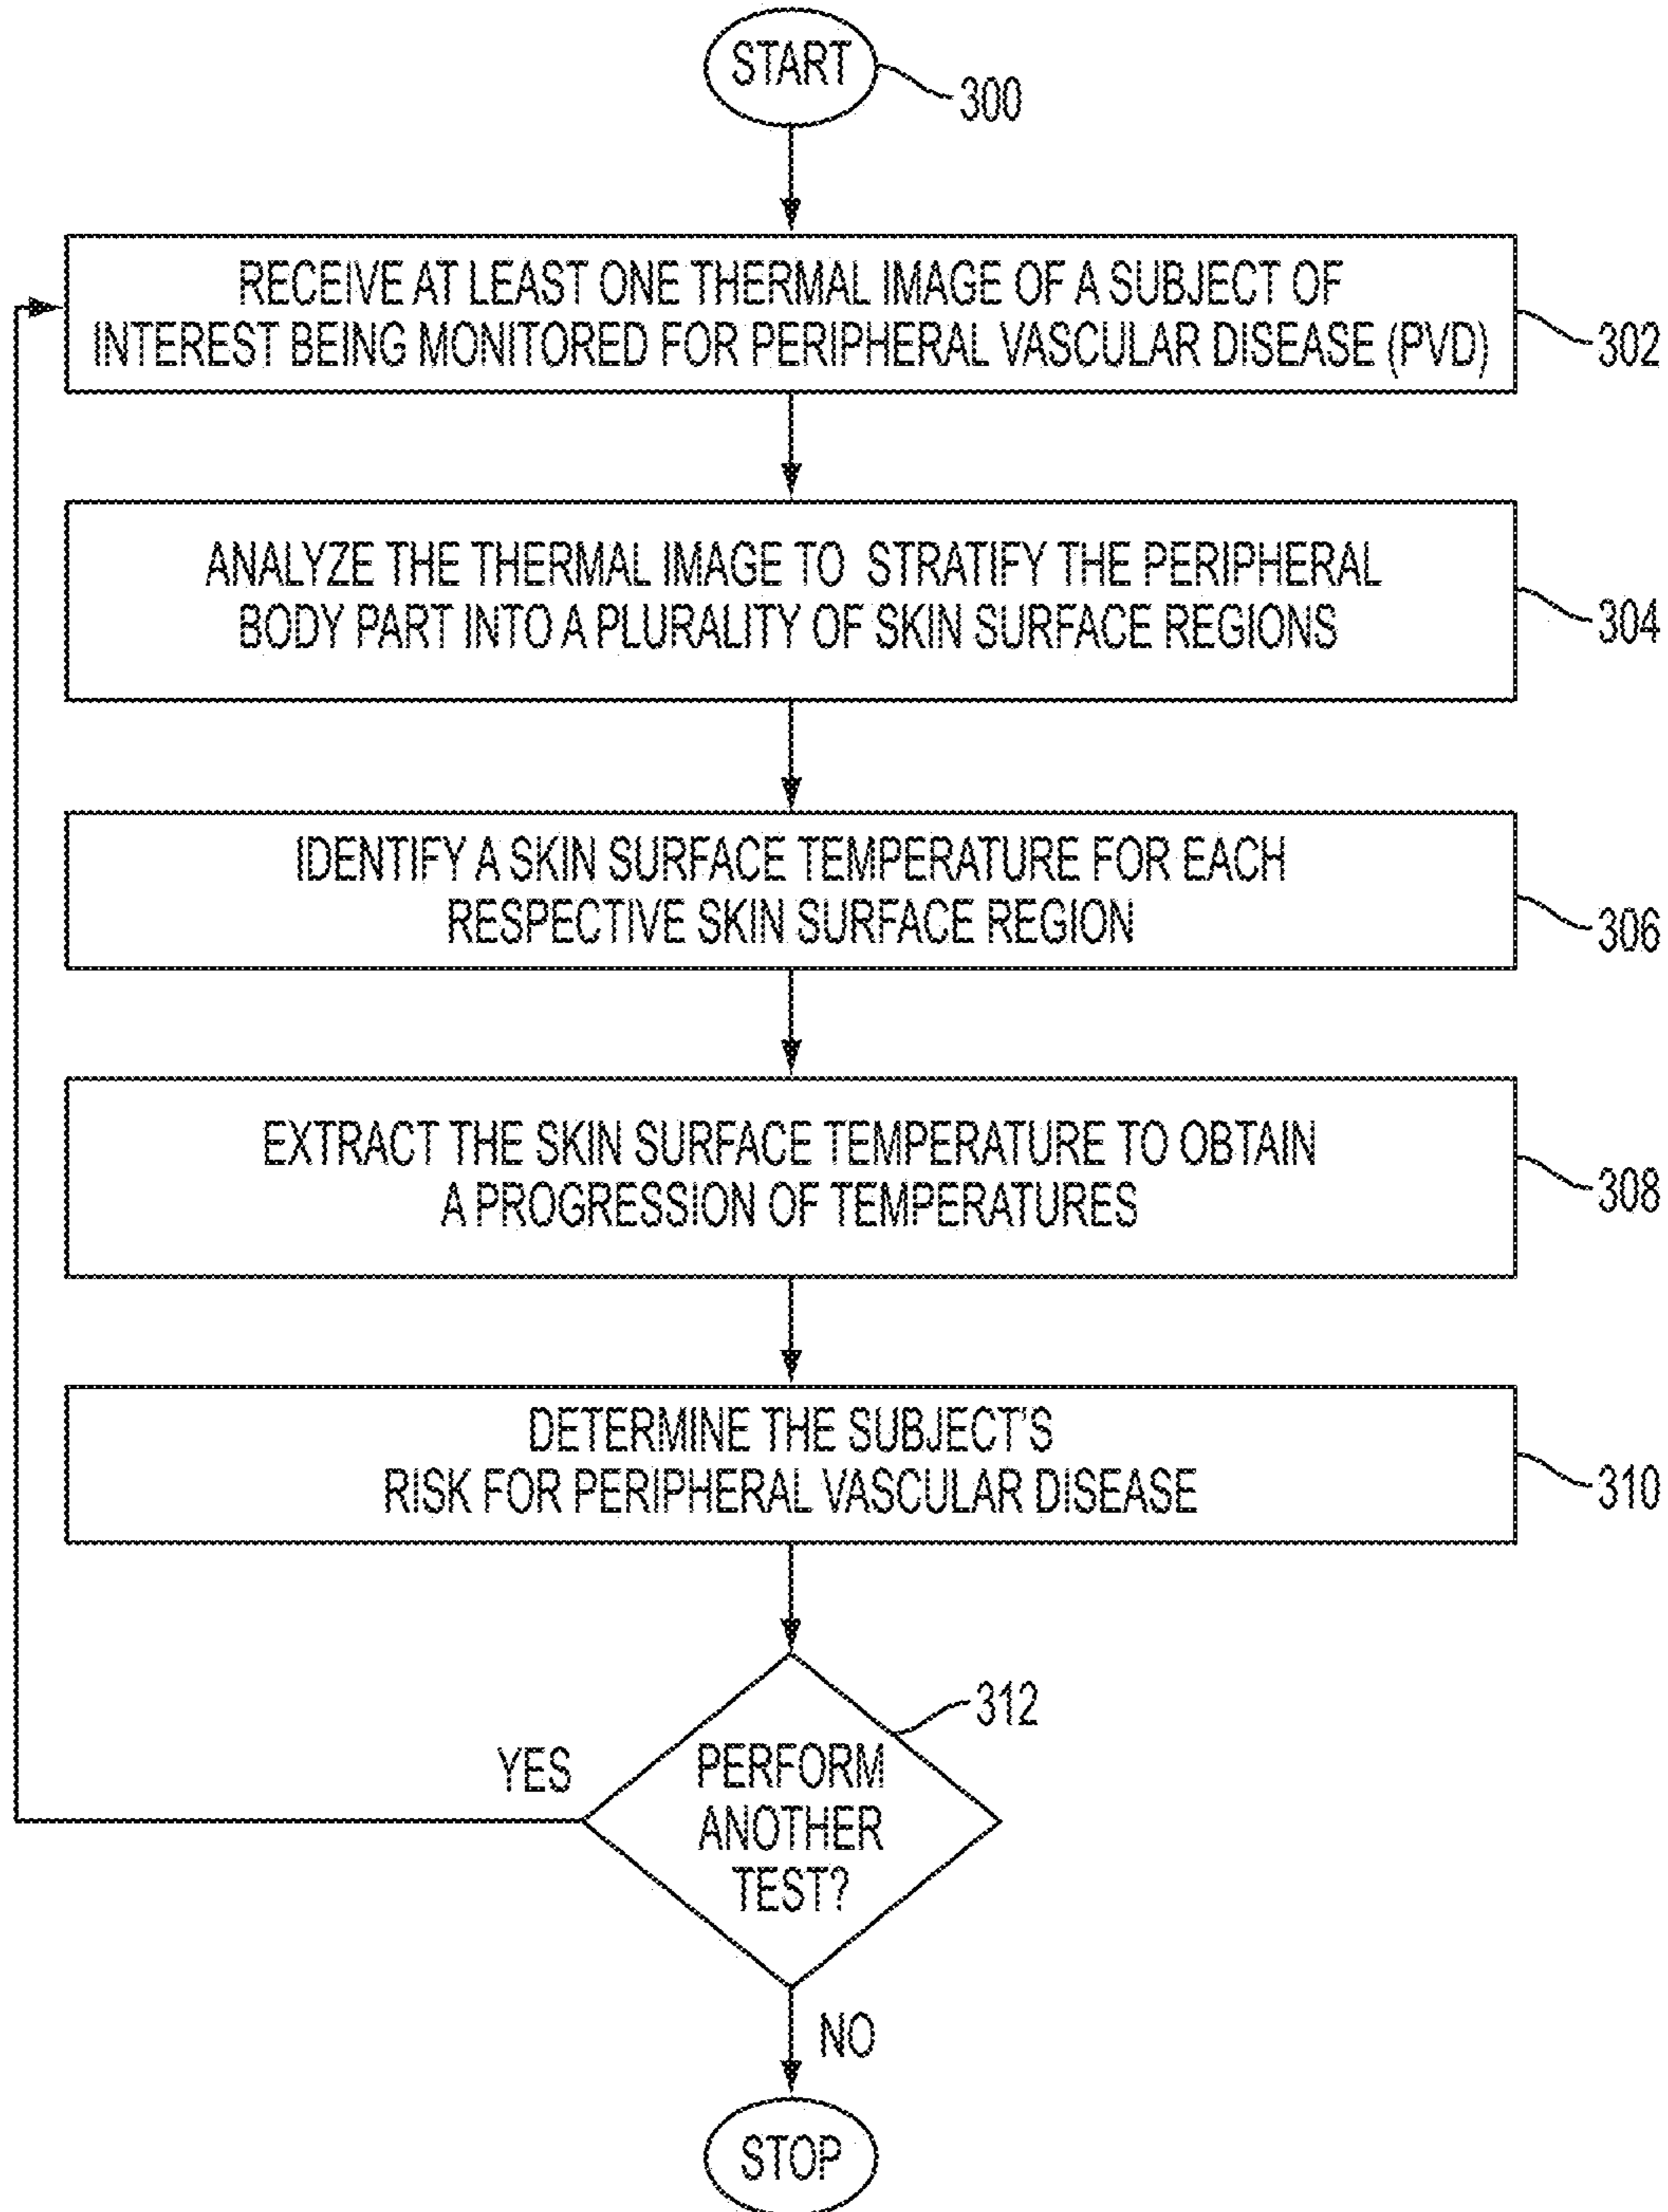 START
300
RECEIVE AT LEAST ONE THERMAL IMAGE OF A SUBJECT OF
INTEREST BEING MONITORED FOR PERIPHERAL VASCULAR DISEASE (PVD)
302
ANALYZE THE THERMAL IMAGE TO STRATIFY THE PERIPHERAL
BODY PART INTO A PLURALITY OF SKIN SURFACE REGIONS
304
IDENTIFY A SKIN SURFACE TEMPERATURE FOR EACH
RESPECTIVE SKIN SURFACE REGION
306
EXTRACT THE SKIN SURFACE TEMPERATURE TO OBTAIN
A PROGRESSION OF TEMPERATURES
308
DETERMINE THE SUBJECT'S
RISK FOR PERIPHERAL VASCULAR DISEASE
310
312
YES
PERFORM
ANOTHER
TEST?
NO
STOP